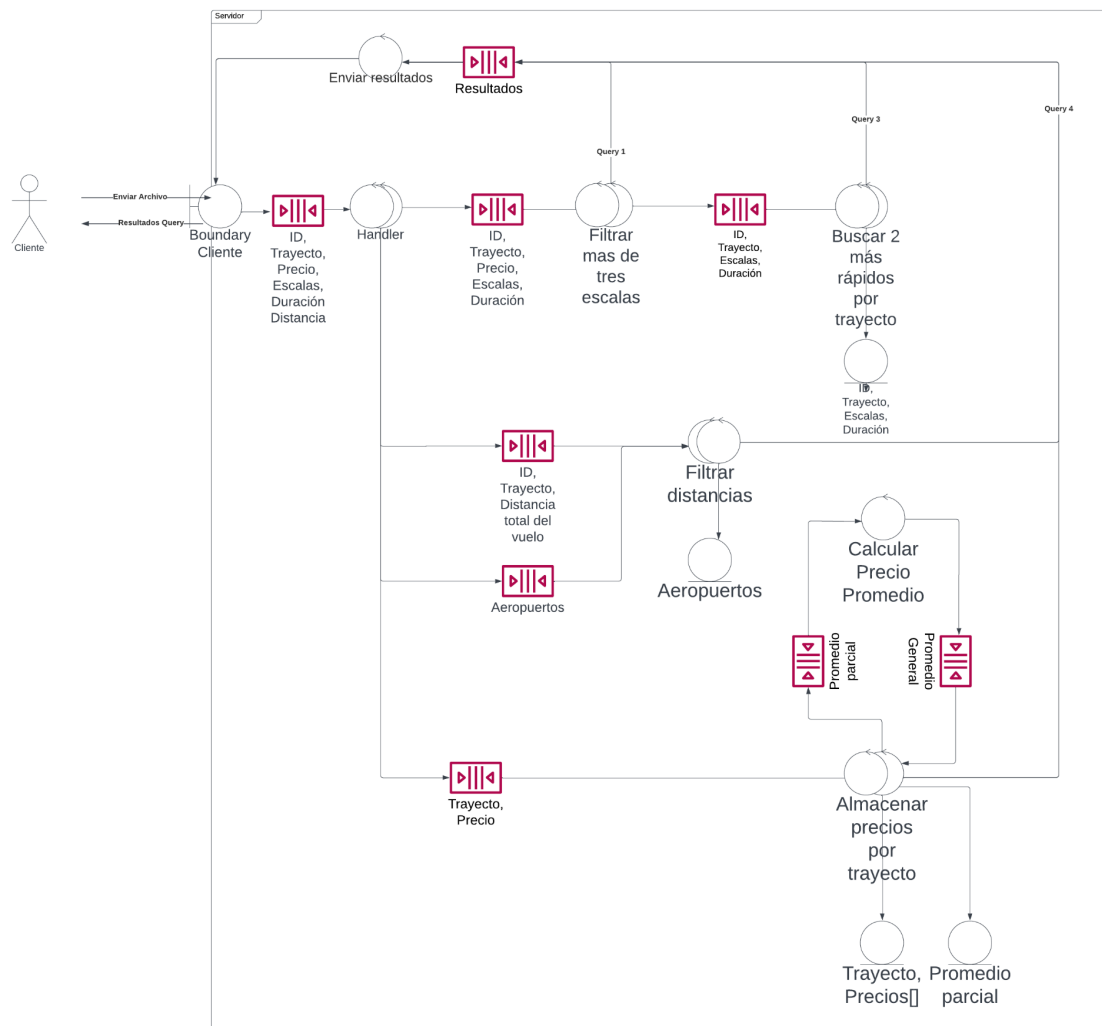 Servidor
Enviar resultados
Resultados
Query 4
Query 3
Query 1
Enviar Archivo
Resultados Query
Cliente
Boundary
Cliente
ID,
Trayecto,
Precio,
Escalas,
Duración
Distancia
Handler
ID,
Trayecto,
Precio,
Escalas,
Duración
Filtrar
mas de
tres
escalas
ID,
Trayecto,
Escalas,
Duración
Buscar 2
más
rápidos
por
trayecto
ID,
Trayecto,
Escalas,
Duración
ID,
Trayecto,
Distancia
total del
vuelo
Filtrar
distancias
Aeropuertos
Aeropuertos
Calcular
Precio
Promedio
Promedio
parcial
Promedio
General
Trayecto,
Precio
Almacenar
precios
por
trayecto
Trayecto,
Precios[]
Promedio
parcial